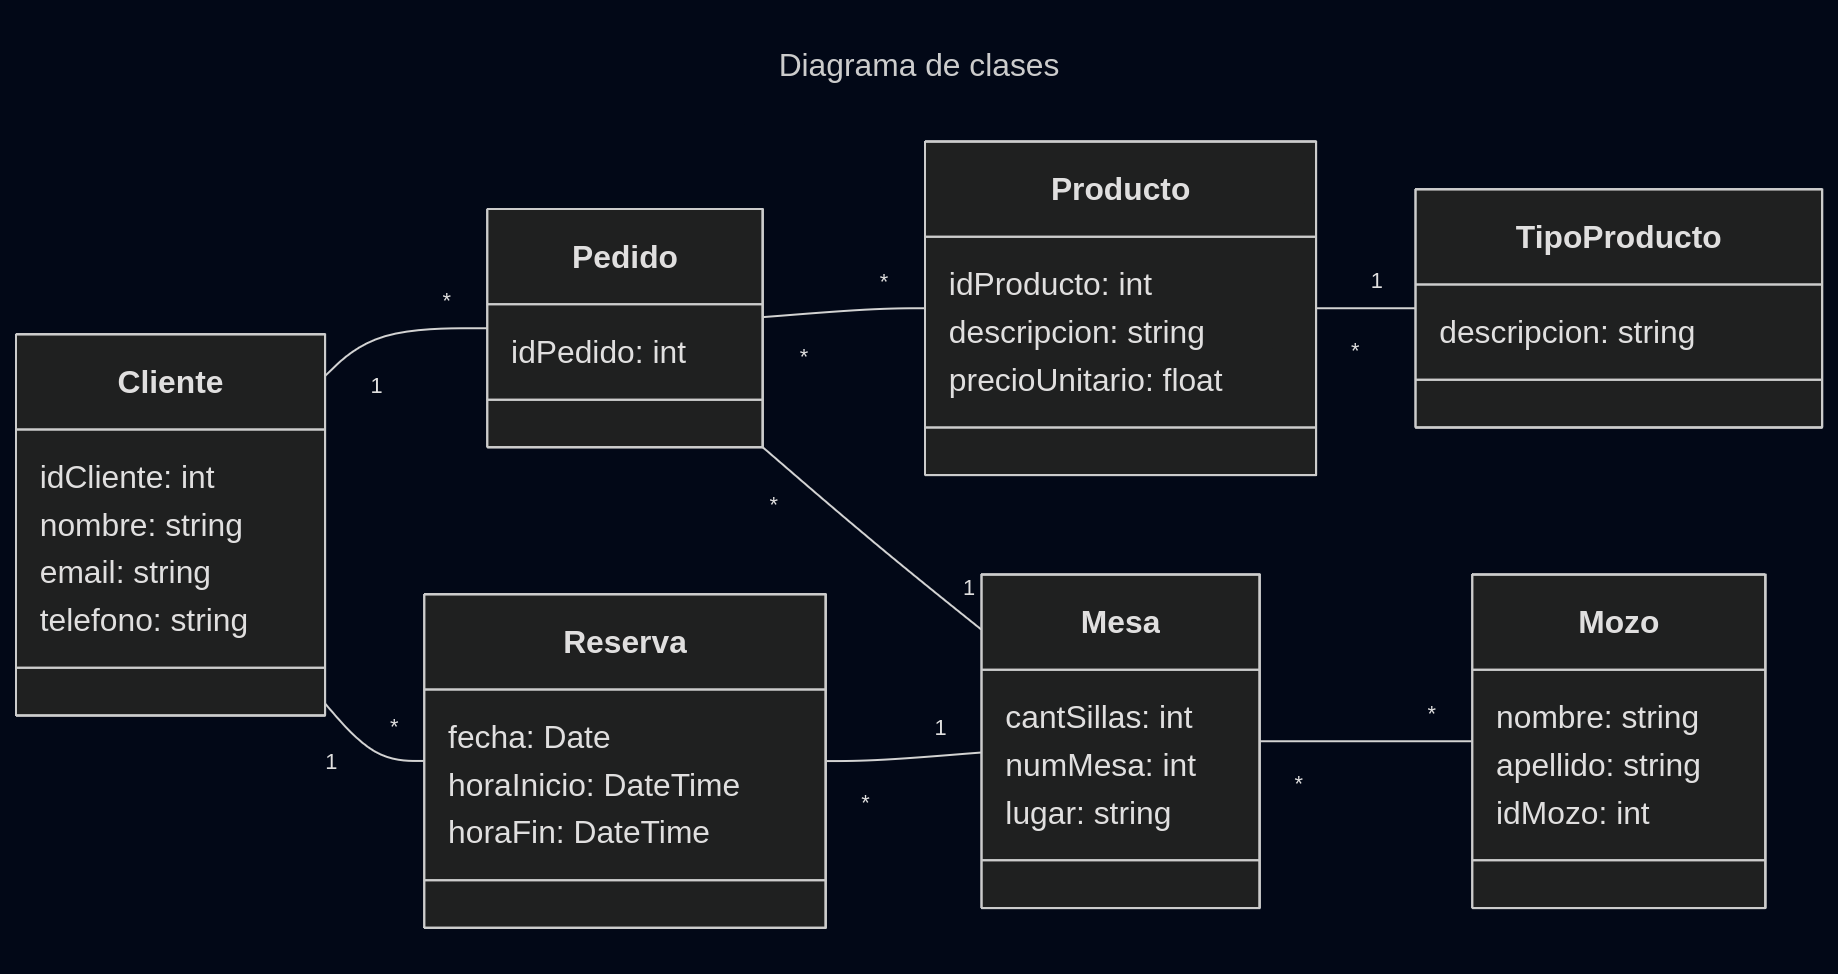 Diagrama de clases
Cliente
idCliente: int
nombre: string
email: string
telefono: string
1
*
1
*
Pedido
idPedido: int
*
*
*
1
Producto
idProducto: int
descripcion: string
precioUnitario: float
1
*
TipoProducto
descripcion: string
Reserva
fecha: Date
horaInicio: DateTime
horaFin: DateTime
1
*
Mesa
cantSillas: int
numMesa: int
lugar: string
*
*
Mozo
nombre: string
apellido: string
idMozo: int